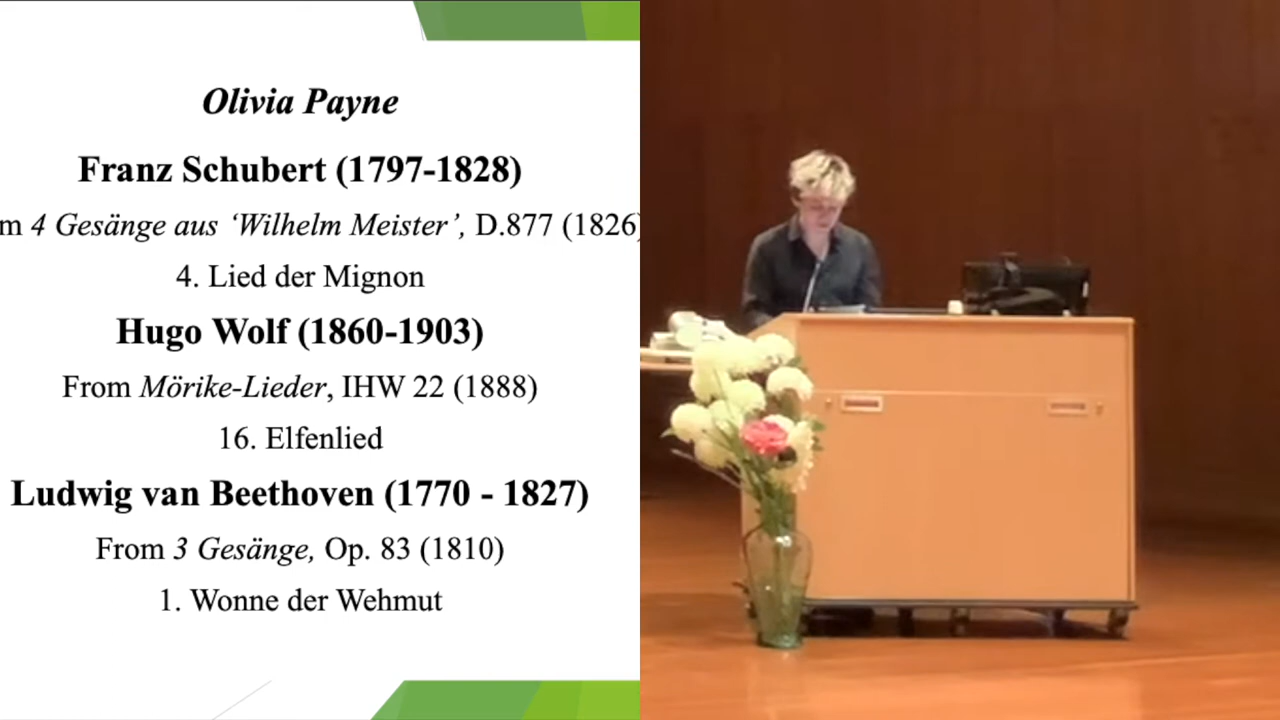 Olivia Payne
Franz Schubert (1797-1828)
m 4 Gesänge aus ‘Wilhelm Meister’, D.877 (1826)
4. Lied der Mignon
Hugo Wolf (1860-1903)
From Mörike-Lieder, IHW 22 (1888)
16. Elfenlied
Ludwig van Beethoven (1770 - 1827)
From 3 Gesänge, Op. 83 (1810)
1. Wonne der Wehmut